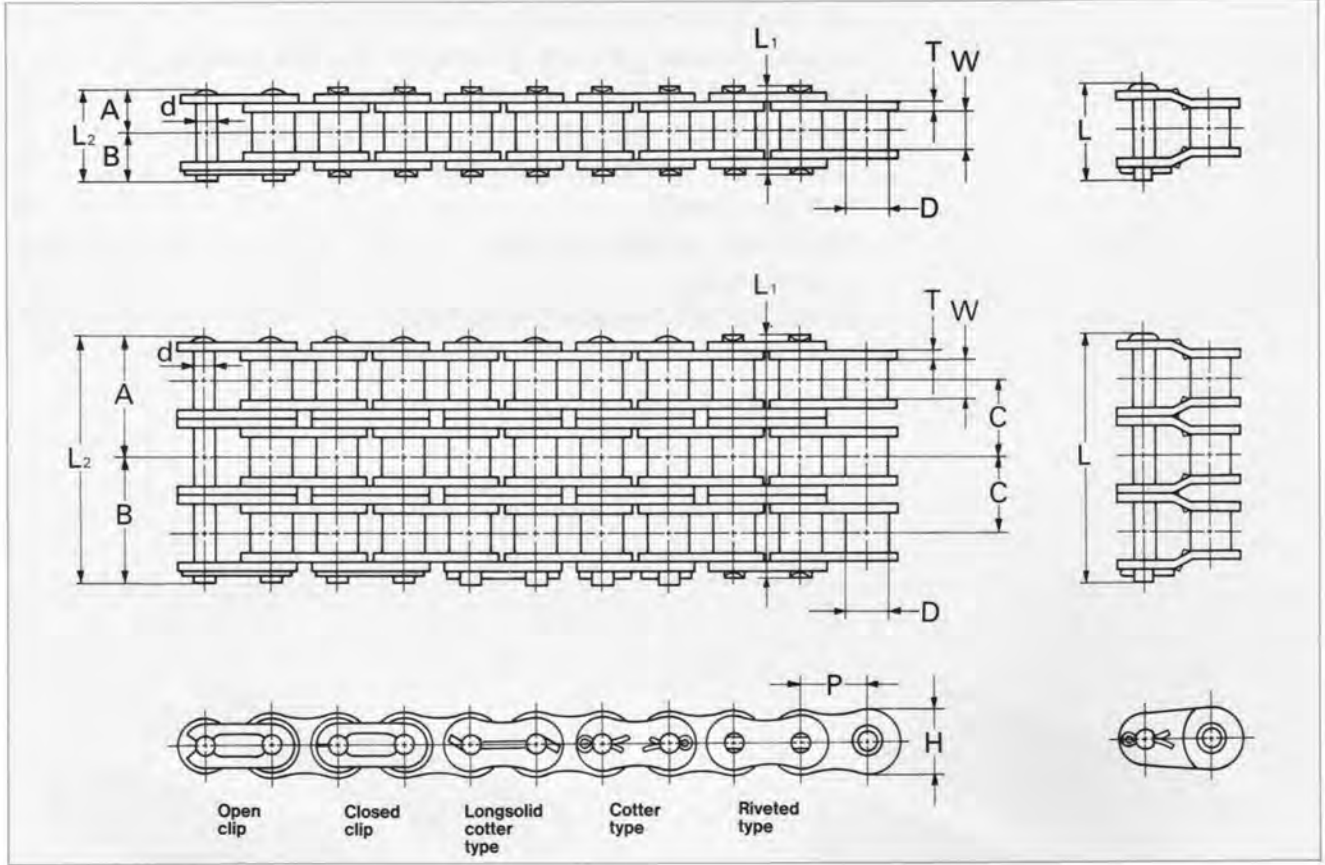 L₁
T
W
A
d
L₂
B
L
D
L₁
T
W
d
A
C
L₂
L
C
B
D
P
H
Open
clip
Closed
clip
Longsolid
cotter
type
Cotter
type
Riveted
type